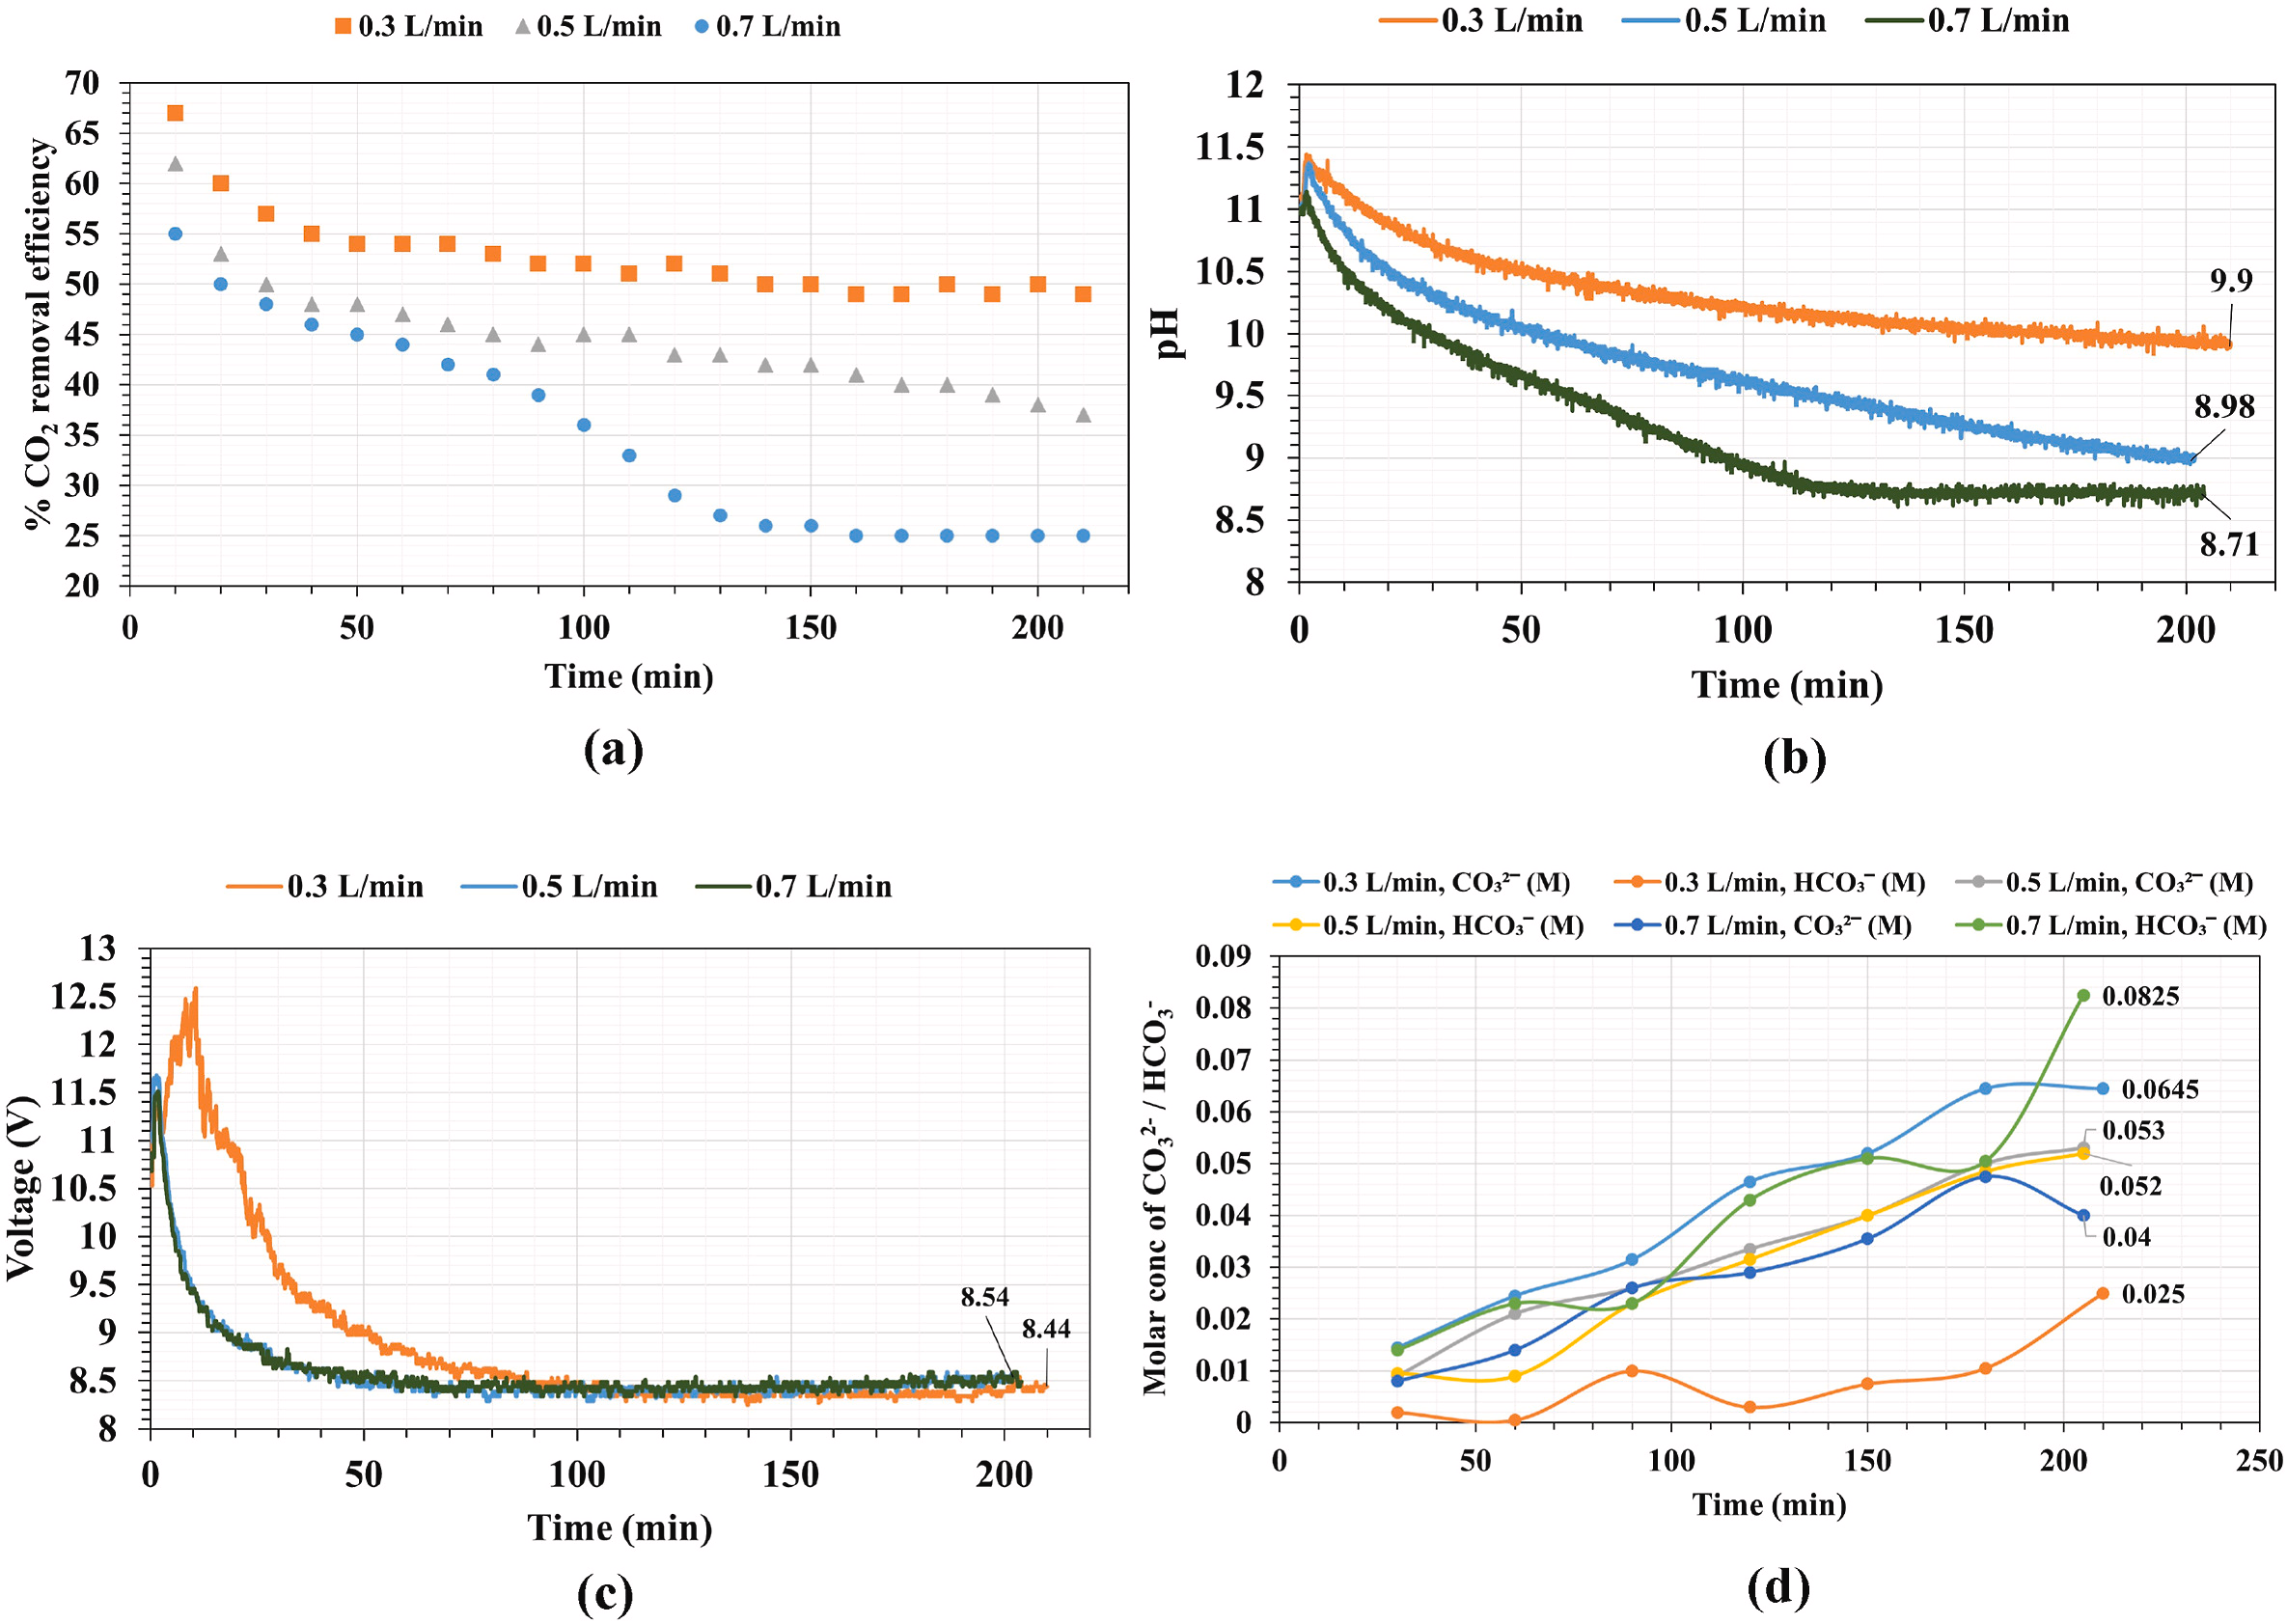 0.3 L/min 0.5 L/min 0.7 L/min
70
65
60
55
50
45
40
35
30
25
20
0 50 100 150 200
% CO₂ removal efficiency
Time (min)
(a)
0.3 L/min 0.5 L/min 0.7 L/min
12
11.5
11
10.5
10
9.5
9
8.5
8
0 50 100 150 200
pH
9.9
8.98
8.71
Time (min)
(b)
0.3 L/min 0.5 L/min 0.7 L/min
13
12.5
12
11.5
11
10.5
10
9.5
9
8.5
8
0 50 100 150 200
Voltage (V)
8.54
8.44
Time (min)
(c)
0.3 L/min, CO₃²⁻ (M) 0.3 L/min, HCO₃⁻ (M) 0.5 L/min, CO₃²⁻ (M)
0.5 L/min, HCO₃⁻ (M) 0.7 L/min, CO₃²⁻ (M) 0.7 L/min, HCO₃⁻ (M)
0.09
0.08
0.07
0.06
0.05
0.04
0.03
0.02
0.01
0
0 50 100 150 200 250
Molar conc of CO₃²⁻ / HCO₃⁻
0.0825
0.0645
0.053
0.052
0.04
0.025
Time (min)
(d)